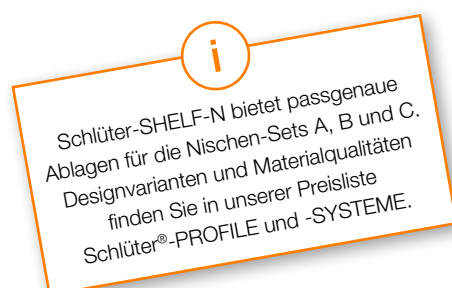 i
Schlüter-SHELF-N bietet passgenaue
Ablagen für die Nischen-Sets A, B und C.
Designvarianten und Materialqualitäten
finden Sie in unserer Preisliste
Schlüter®-PROFILE und -SYSTEME.